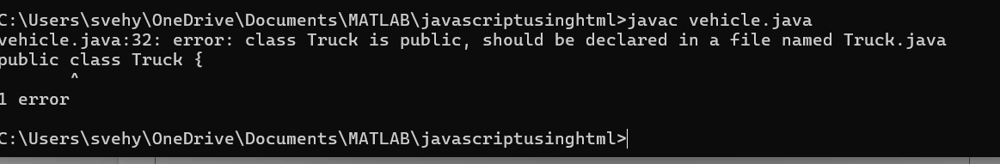 C:\Users\svehy\OneDrive\Documents\MATLAB\javascriptusinghtml>javac vehicle.java
vehicle.java:32: error: class Truck is public, should be declared in a file named Truck.java
public class Truck {
^
1 error
C:\Users\svehy\OneDrive\Documents\MATLAB\javascriptusinghtml>